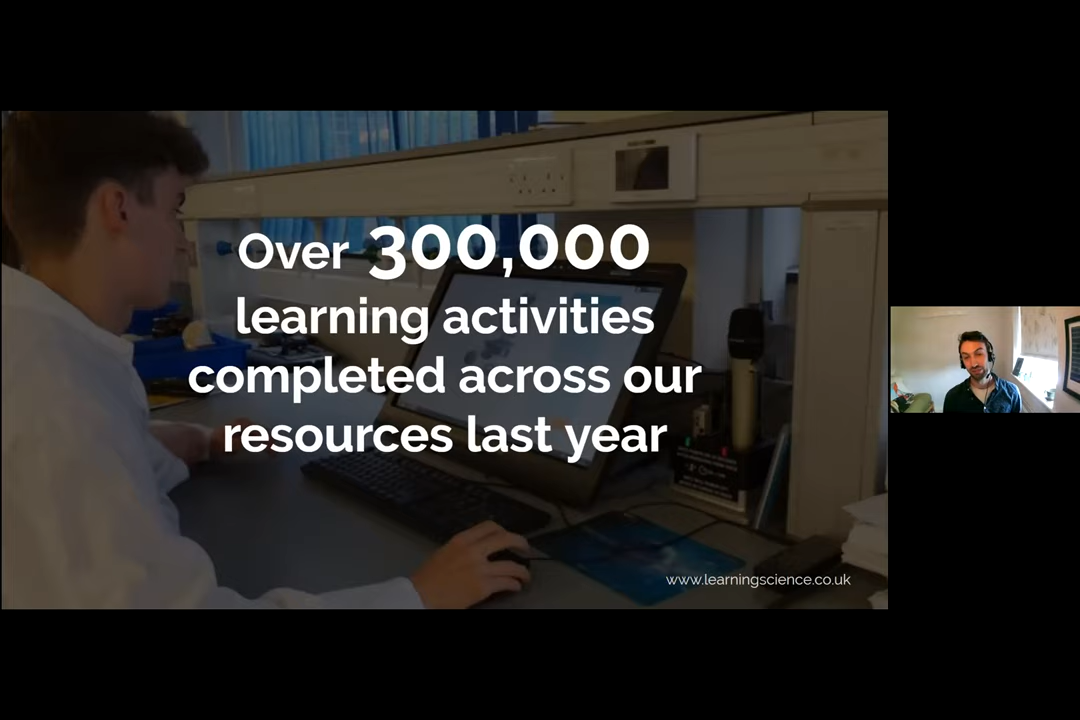 Over 300,000
learning activities
completed across our
resources last year
www.learningscience.co.uk